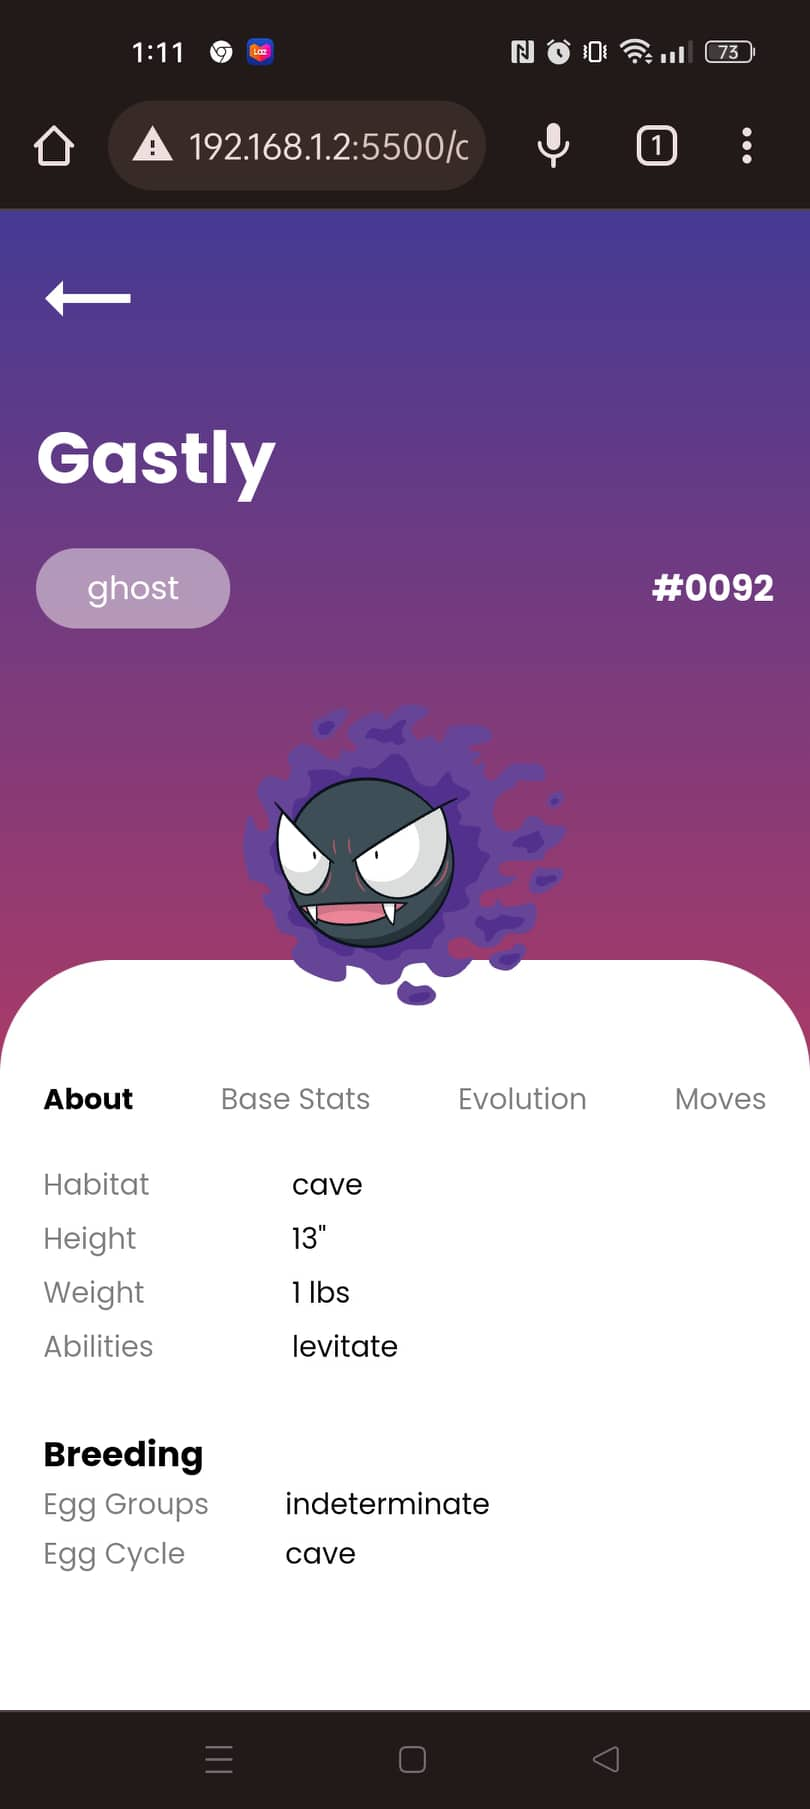 1:11
Laz
73
192.168.1.2:5500/c
1
Gastly
ghost
#0092
About Base Stats Evolution Moves
Habitat cave
Height 13"
Weight 1 lbs
Abilities levitate
Breeding
Egg Groups indeterminate
Egg Cycle cave